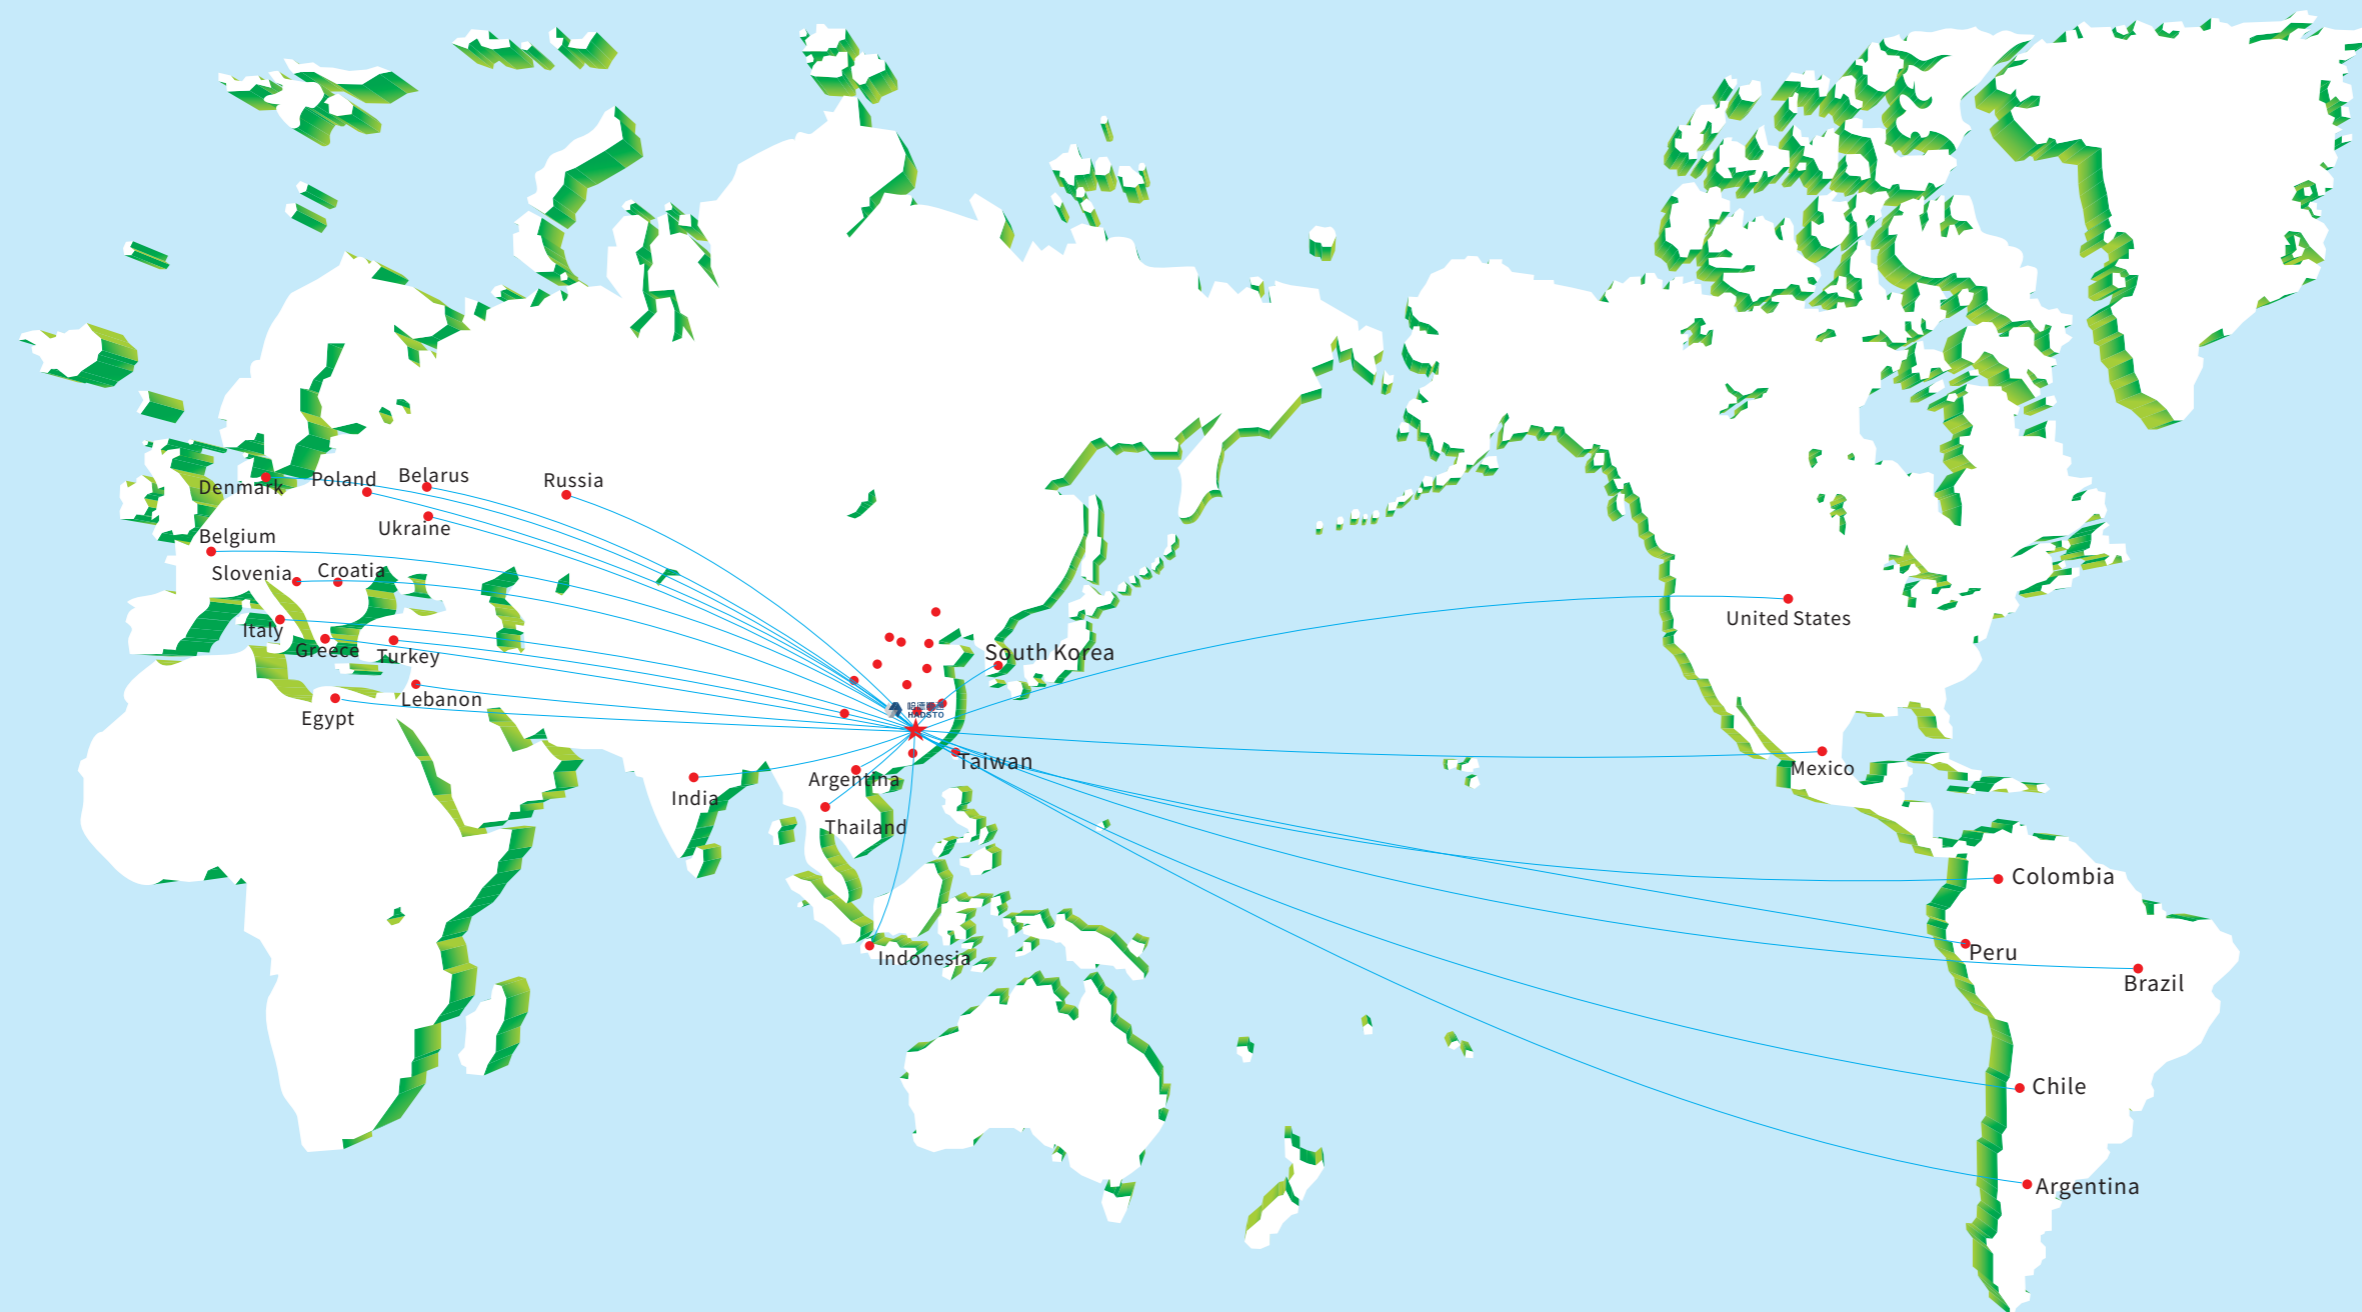 Denmark
Poland
Belarus
Russia
Ukraine
Belgium
Slovenia
Croatia
Italy
Greece
Turkey
Lebanon
Egypt
South Korea
United States
HADSTO
Taiwan
Mexico
Argentina
India
Thailand
Colombia
Indonesia
Peru
Brazil
Chile
Argentina